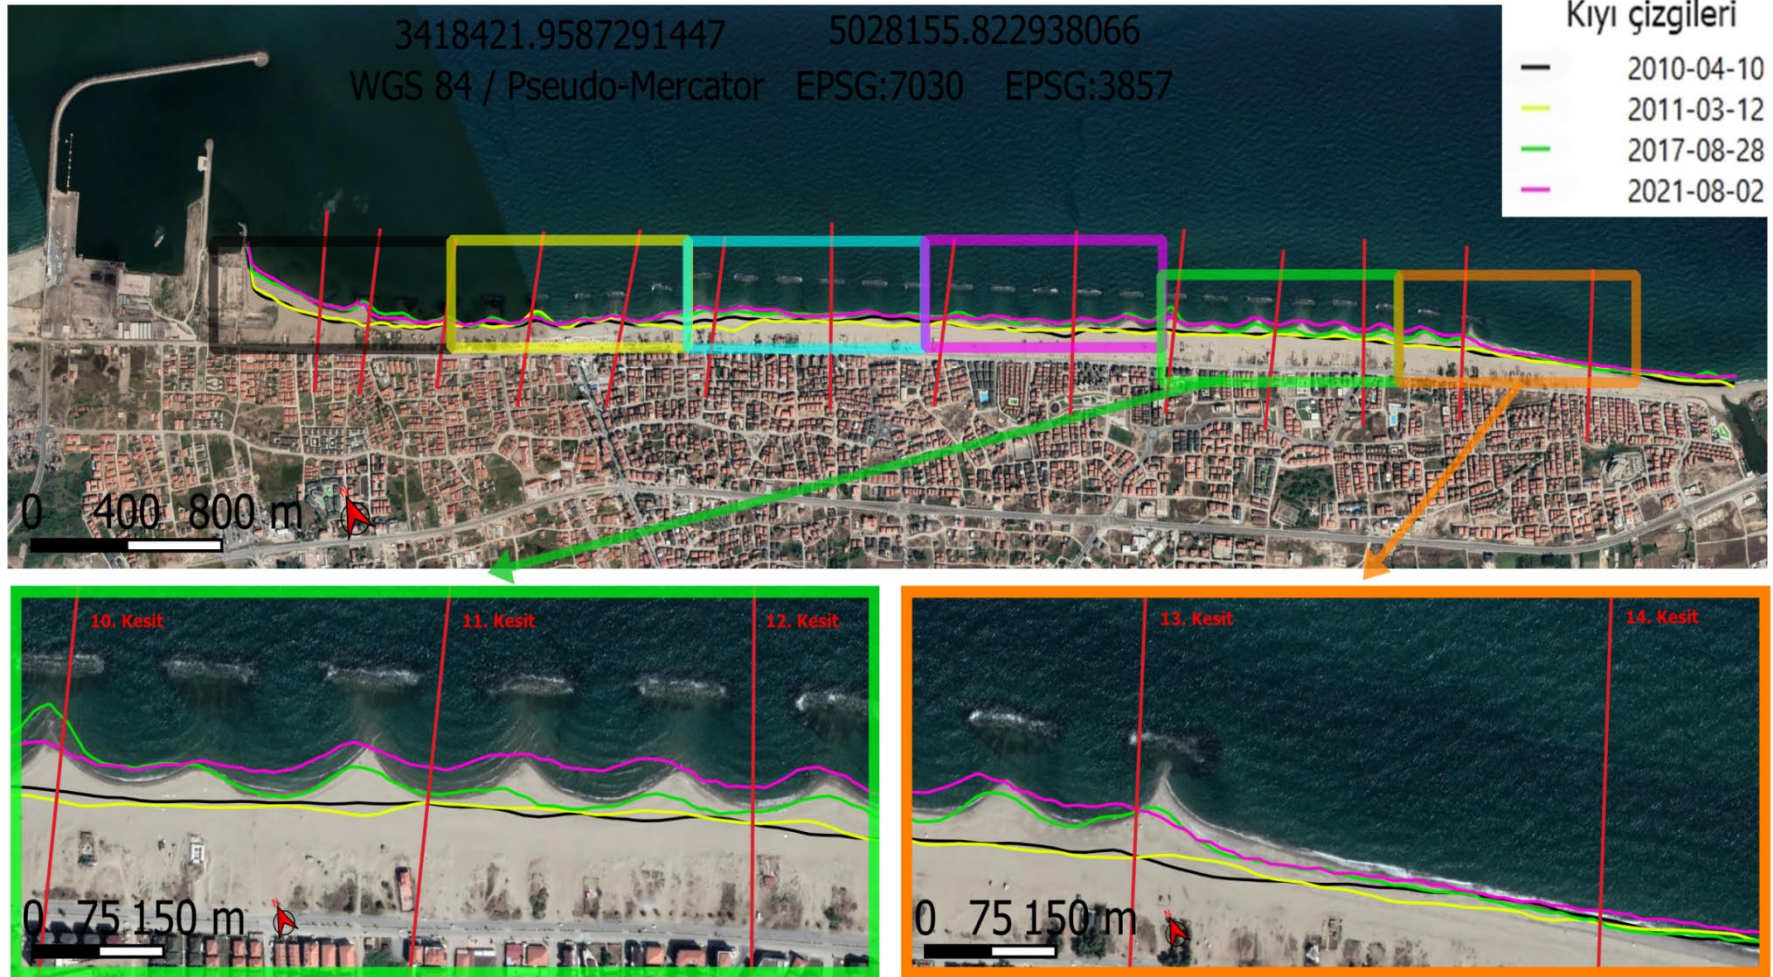 Kıyı çizgileri
2010-04-10
2011-03-12
2017-08-28
2021-08-02
3418421.9587291447 5028155.822938066
WGS 84 / Pseudo-Mercator EPSG:7030 EPSG:3857
0 400 800 m
10. Kesit
11. Kesit
12. Kesit
0 75 150 m
13. Kesit
14. Kesit
0 75 150 m